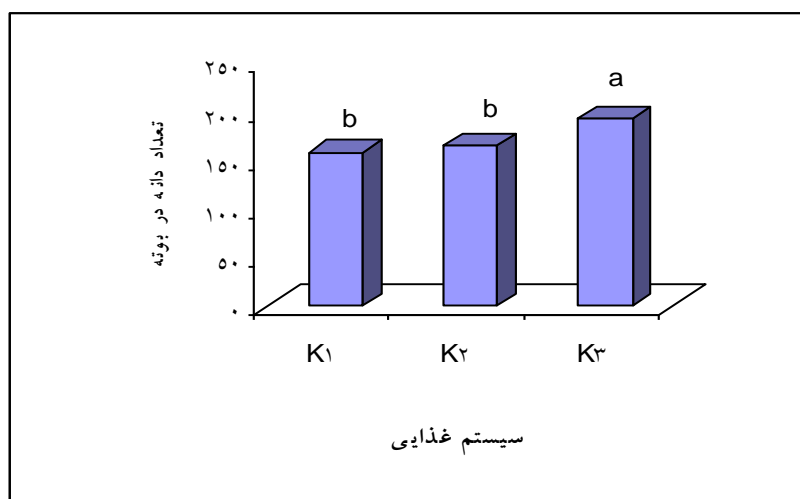 ۲۵۰
۲۰۰
۱۵۰
۱۰۰
۵۰
۰
تعداد دانه در بوته
b
b
a
K۱
K۲
K۳
سیستم غذایی